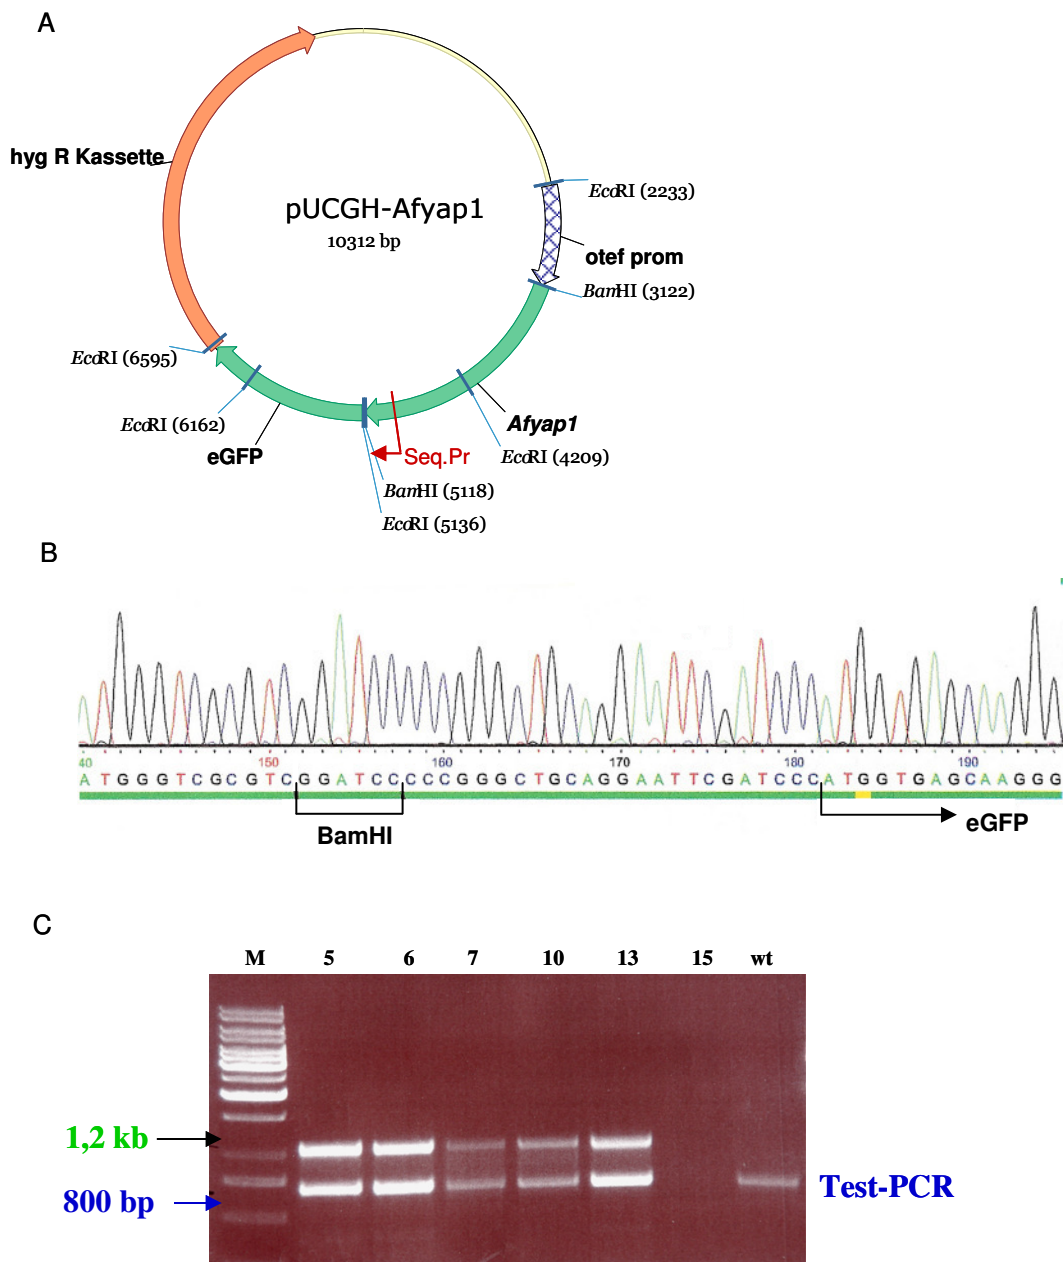 A
hyg R Kassette
pUCGH-Afyap1
10312 bp
EcoRI (2233)
otef prom
BamHI (3122)
EcoRI (6595)
EcoRI (6162)
eGFP
Afyap1
EcoRI (4209)
Seq.Pr
BamHI (5118)
EcoRI (5136)
B
40 150 160 170 180 190
A T G G G T C G C G T C G G A T C C C C C G G G C T G C A G G A A T T C G A T C C C A T G G T G A G C A A G G G
BamHI
eGFP
C
M 5 6 7 10 13 15 wt
1,2 kb
800 bp
Test-PCR